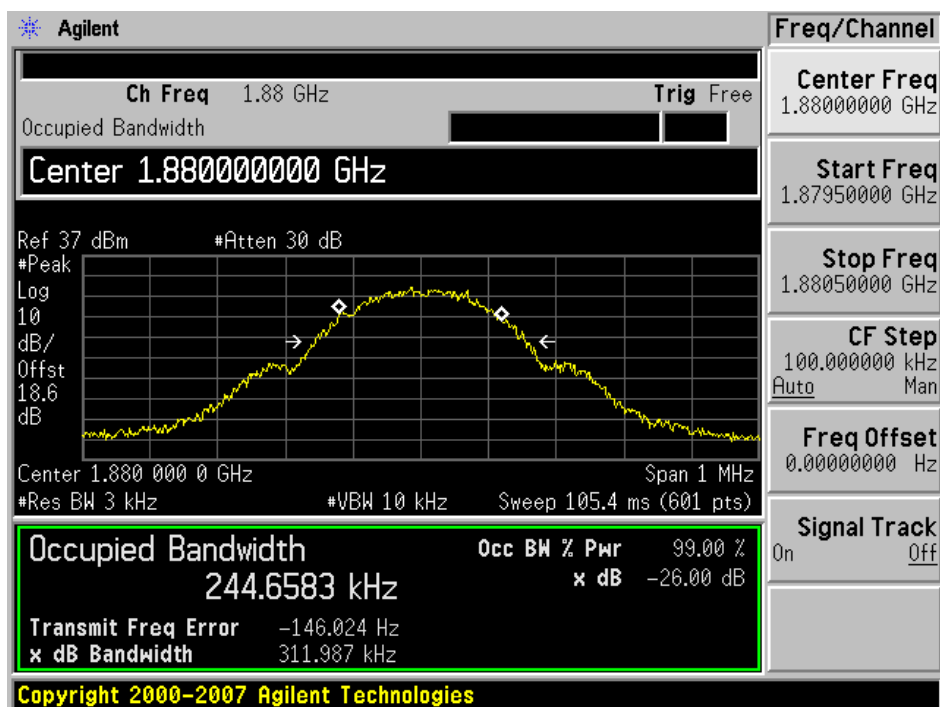 Agilent
Freq/Channel
Ch Freq 1.88 GHz Trig Free
Occupied Bandwidth
Center 1.880000000 GHz
Ref 37 dBm #Atten 30 dB
#Peak
Log
10
dB/
Offst
18.6
dB
Center 1.880 000 0 GHz Span 1 MHz
#Res BW 3 kHz #VBW 10 kHz Sweep 105.4 ms (601 pts)
Occupied Bandwidth Occ BW % Pwr 99.00 %
244.6583 kHz x dB -26.00 dB
Transmit Freq Error -146.024 Hz
x dB Bandwidth 311.987 kHz
Copyright 2000-2007 Agilent Technologies
Center Freq
1.88000000 GHz
Start Freq
1.87950000 GHz
Stop Freq
1.88050000 GHz
CF Step
100.000000 kHz
Auto Man
Freq Offset
0.00000000 Hz
Signal Track
On Off